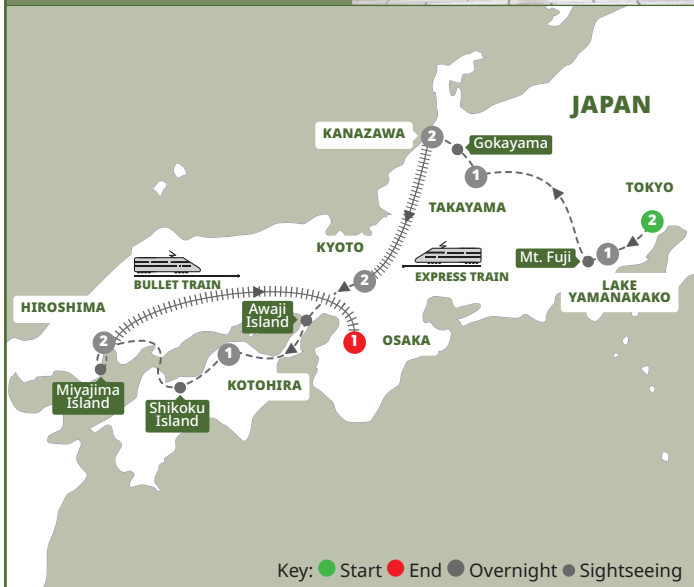 JAPAN
KANAZAWA
2
Gokayama
1
TAKAYAMA
TOKYO
2
Mt. Fuji
1
LAKE
YAMANAKAKO
KYOTO
2
EXPRESS TRAIN
BULLET TRAIN
HIROSHIMA
2
Awaji
Island
1
OSAKA
1
KOTOHIRA
Miyajima
Island
Shikoku
Island
Key: Start End Overnight Sightseeing